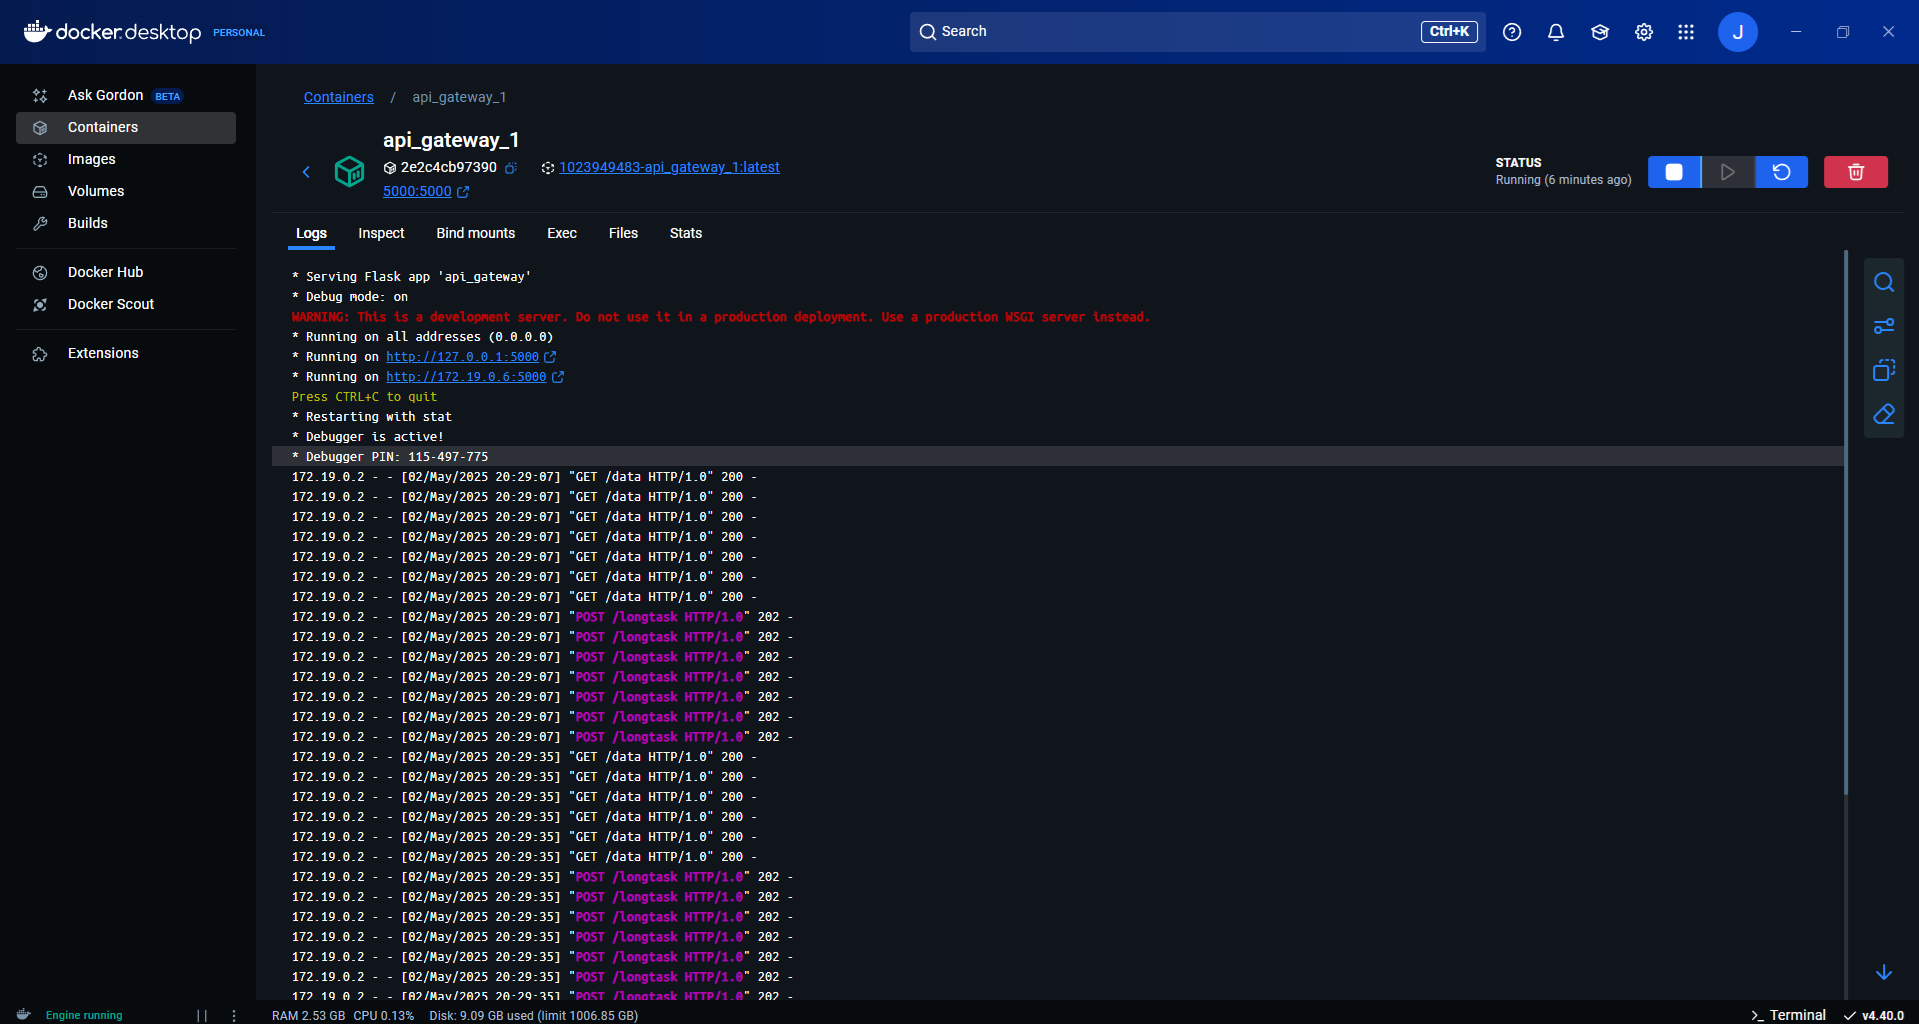 docker.desktop PERSONAL
Search
Ctrl+K
J
Ask Gordon BETA
Containers
Images
Volumes
Builds
Docker Hub
Docker Scout
Extensions
Containers / api_gateway_1
api_gateway_1
2e2c4cb97390 1023949483-api_gateway_1:latest
5000:5000
STATUS
Running (6 minutes ago)
Logs Inspect Bind mounts Exec Files Stats
* Serving Flask app 'api_gateway'
* Debug mode: on
WARNING: This is a development server. Do not use it in a production deployment. Use a production WSGI server instead.
* Running on all addresses (0.0.0.0)
* Running on http://127.0.0.1:5000
* Running on http://172.19.0.6:5000
Press CTRL+C to quit
* Restarting with stat
* Debugger is active!
* Debugger PIN: 115-497-775
172.19.0.2 - - [02/May/2025 20:29:07] "GET /data HTTP/1.0" 200 -
172.19.0.2 - - [02/May/2025 20:29:07] "GET /data HTTP/1.0" 200 -
172.19.0.2 - - [02/May/2025 20:29:07] "GET /data HTTP/1.0" 200 -
172.19.0.2 - - [02/May/2025 20:29:07] "GET /data HTTP/1.0" 200 -
172.19.0.2 - - [02/May/2025 20:29:07] "GET /data HTTP/1.0" 200 -
172.19.0.2 - - [02/May/2025 20:29:07] "GET /data HTTP/1.0" 200 -
172.19.0.2 - - [02/May/2025 20:29:07] "GET /data HTTP/1.0" 200 -
172.19.0.2 - - [02/May/2025 20:29:07] "POST /longtask HTTP/1.0" 202 -
172.19.0.2 - - [02/May/2025 20:29:07] "POST /longtask HTTP/1.0" 202 -
172.19.0.2 - - [02/May/2025 20:29:07] "POST /longtask HTTP/1.0" 202 -
172.19.0.2 - - [02/May/2025 20:29:07] "POST /longtask HTTP/1.0" 202 -
172.19.0.2 - - [02/May/2025 20:29:07] "POST /longtask HTTP/1.0" 202 -
172.19.0.2 - - [02/May/2025 20:29:07] "POST /longtask HTTP/1.0" 202 -
172.19.0.2 - - [02/May/2025 20:29:07] "POST /longtask HTTP/1.0" 202 -
172.19.0.2 - - [02/May/2025 20:29:35] "GET /data HTTP/1.0" 200 -
172.19.0.2 - - [02/May/2025 20:29:35] "GET /data HTTP/1.0" 200 -
172.19.0.2 - - [02/May/2025 20:29:35] "GET /data HTTP/1.0" 200 -
172.19.0.2 - - [02/May/2025 20:29:35] "GET /data HTTP/1.0" 200 -
172.19.0.2 - - [02/May/2025 20:29:35] "GET /data HTTP/1.0" 200 -
172.19.0.2 - - [02/May/2025 20:29:35] "GET /data HTTP/1.0" 200 -
172.19.0.2 - - [02/May/2025 20:29:35] "POST /longtask HTTP/1.0" 202 -
172.19.0.2 - - [02/May/2025 20:29:35] "POST /longtask HTTP/1.0" 202 -
172.19.0.2 - - [02/May/2025 20:29:35] "POST /longtask HTTP/1.0" 202 -
172.19.0.2 - - [02/May/2025 20:29:35] "POST /longtask HTTP/1.0" 202 -
172.19.0.2 - - [02/May/2025 20:29:35] "POST /longtask HTTP/1.0" 202 -
172.19.0.2 - - [02/May/2025 20:29:35] "POST /longtask HTTP/1.0" 202 -
172.19.0.2 - - [02/May/2025 20:29:35] "POST /longtask HTTP/1.0" 202 -
Engine running
RAM 2.53 GB CPU 0.13% Disk: 9.09 GB used (limit 1006.85 GB)
Terminal
v4.40.0